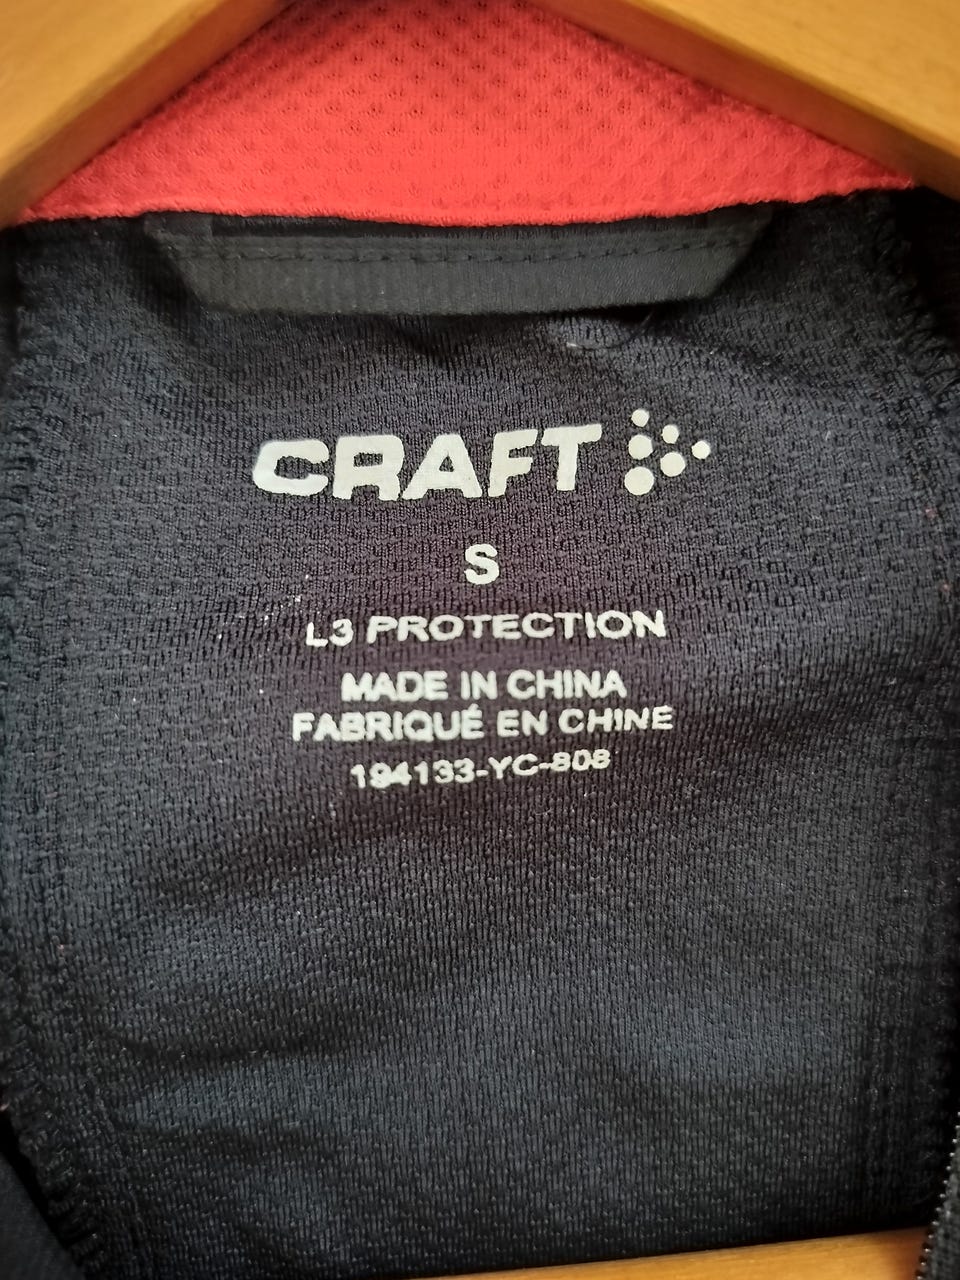 CRAFT
S
L3 PROTECTION
MADE IN CHINA
FABRIQUÉ EN CHINE
194133-YC-808